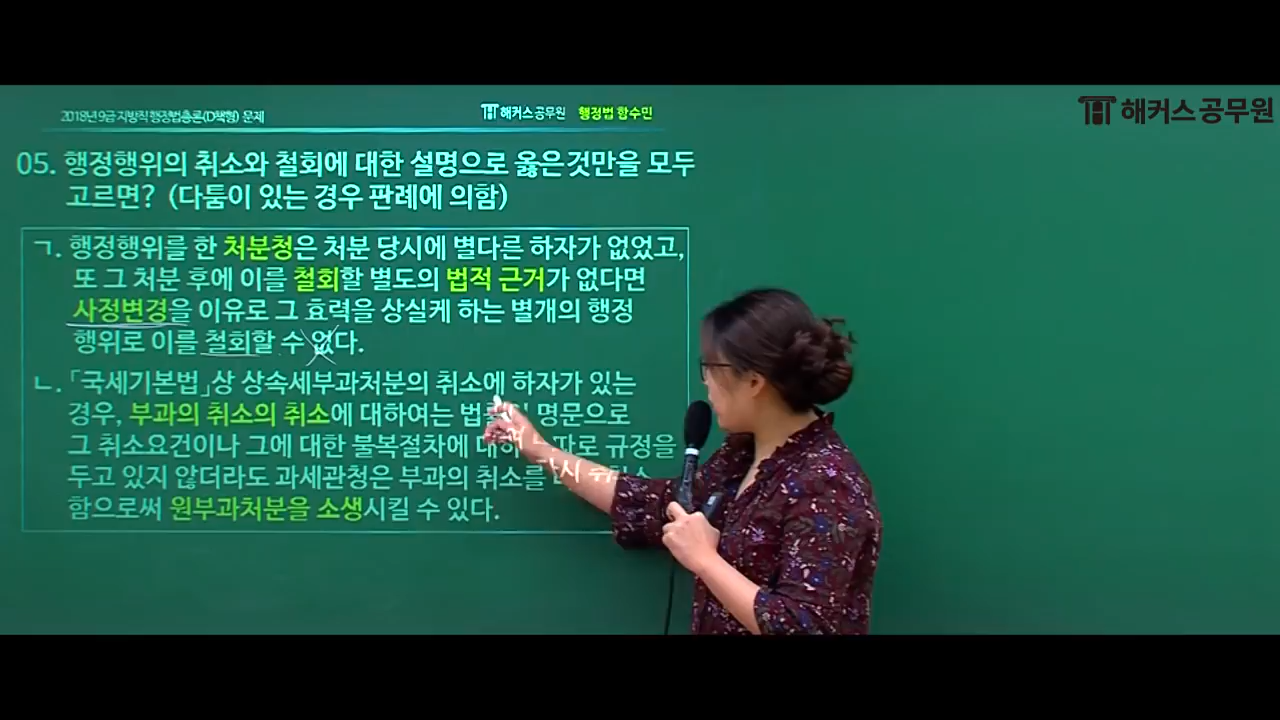 2018년 9급 지방직 행정법총론(D책형) 문제
해커스공무원 행정법 함수민
해커스공무원
05. 행정행위의 취소와 철회에 대한 설명으로 옳은 것만을 모두
고르면? (다툼이 있는 경우 판례에 의함)
ㄱ. 행정행위를 한 처분청은 처분 당시에 별다른 하자가 없었고,
또 그 처분 후에 이를 철회할 별도의 법적 근거가 없다면
사정변경을 이유로 그 효력을 상실케 하는 별개의 행정
행위로 이를 철회할 수 없다.
ㄴ. 「국세기본법」상 상속세부과처분의 취소에 하자가 있는
경우, 부과의 취소의 취소에 대하여는 명문으로
그 취소요건이나 그에 대한 불복절차에 대해 규정을
두고 있지 않더라도 과세관청은 부과의 취소를
함으로써 원부과처분을 소생시킬 수 있다.